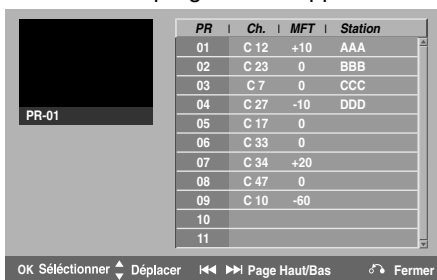 PR | Ch. | MFT | Station
01 C 12 +10 AAA
02 C 23 0 BBB
03 C 7 0 CCC
04 C 27 -10 DDD
05 C 17 0
06 C 33 0
07 C 34 +20
08 C 47 0
09 C 10 -60
10
11
PR-01
OK Séléctionner Déplacer Page Haut/Bas Fermer